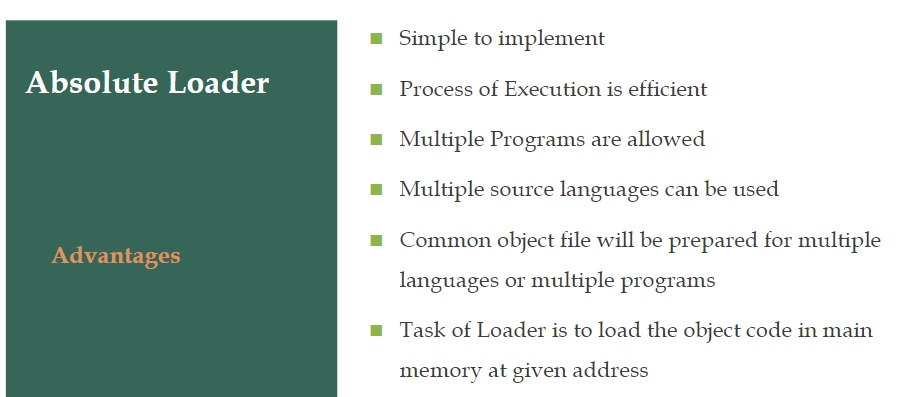 Absolute Loader
Advantages
Simple to implement
Process of Execution is efficient
Multiple Programs are allowed
Multiple source languages can be used
Common object file will be prepared for multiple
languages or multiple programs
Task of Loader is to load the object code in main
memory at given address